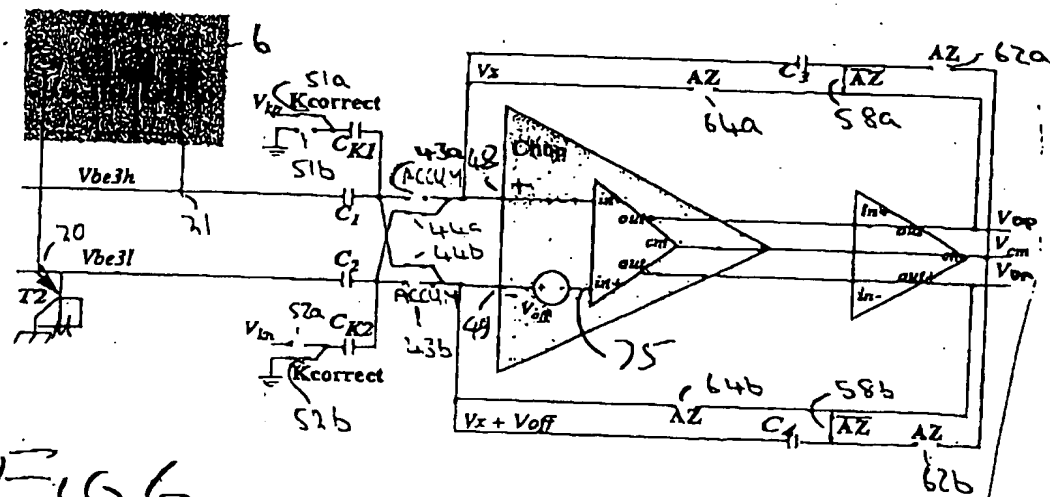 6
C3
AZ
62a
Vx
AZ
AZ
51a
Vkp
Kcorrect
64a
58a
CK1
43a
48
Chop
51b
ACCUM
+
Vbe3h
C1
in-
out
in+
out
Vop
21
44a
cm
cm
Vcm
20
44b
Vbe3l
C2
out
out+
Von
T2
ACCUM
49
Voff
in+
in-
52a
CK2
43b
75
Vkn
Kcorrect
64b
58b
52b
AZ
Vx + Voff
C4
AZ
AZ
FIG 6
62b